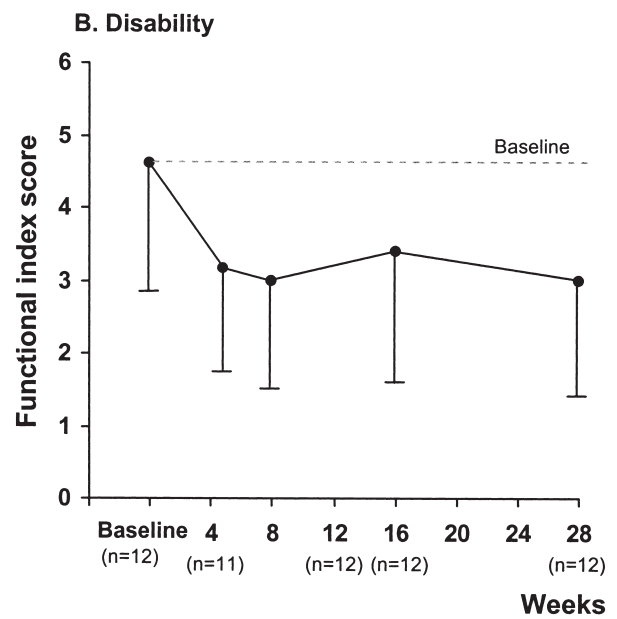 B. Disability
6
5
4
3
2
1
0
Functional index score
Baseline
Baseline 4 8 12 16 20 24 28
(n=12) (n=11) (n=12) (n=12) (n=12)
Weeks